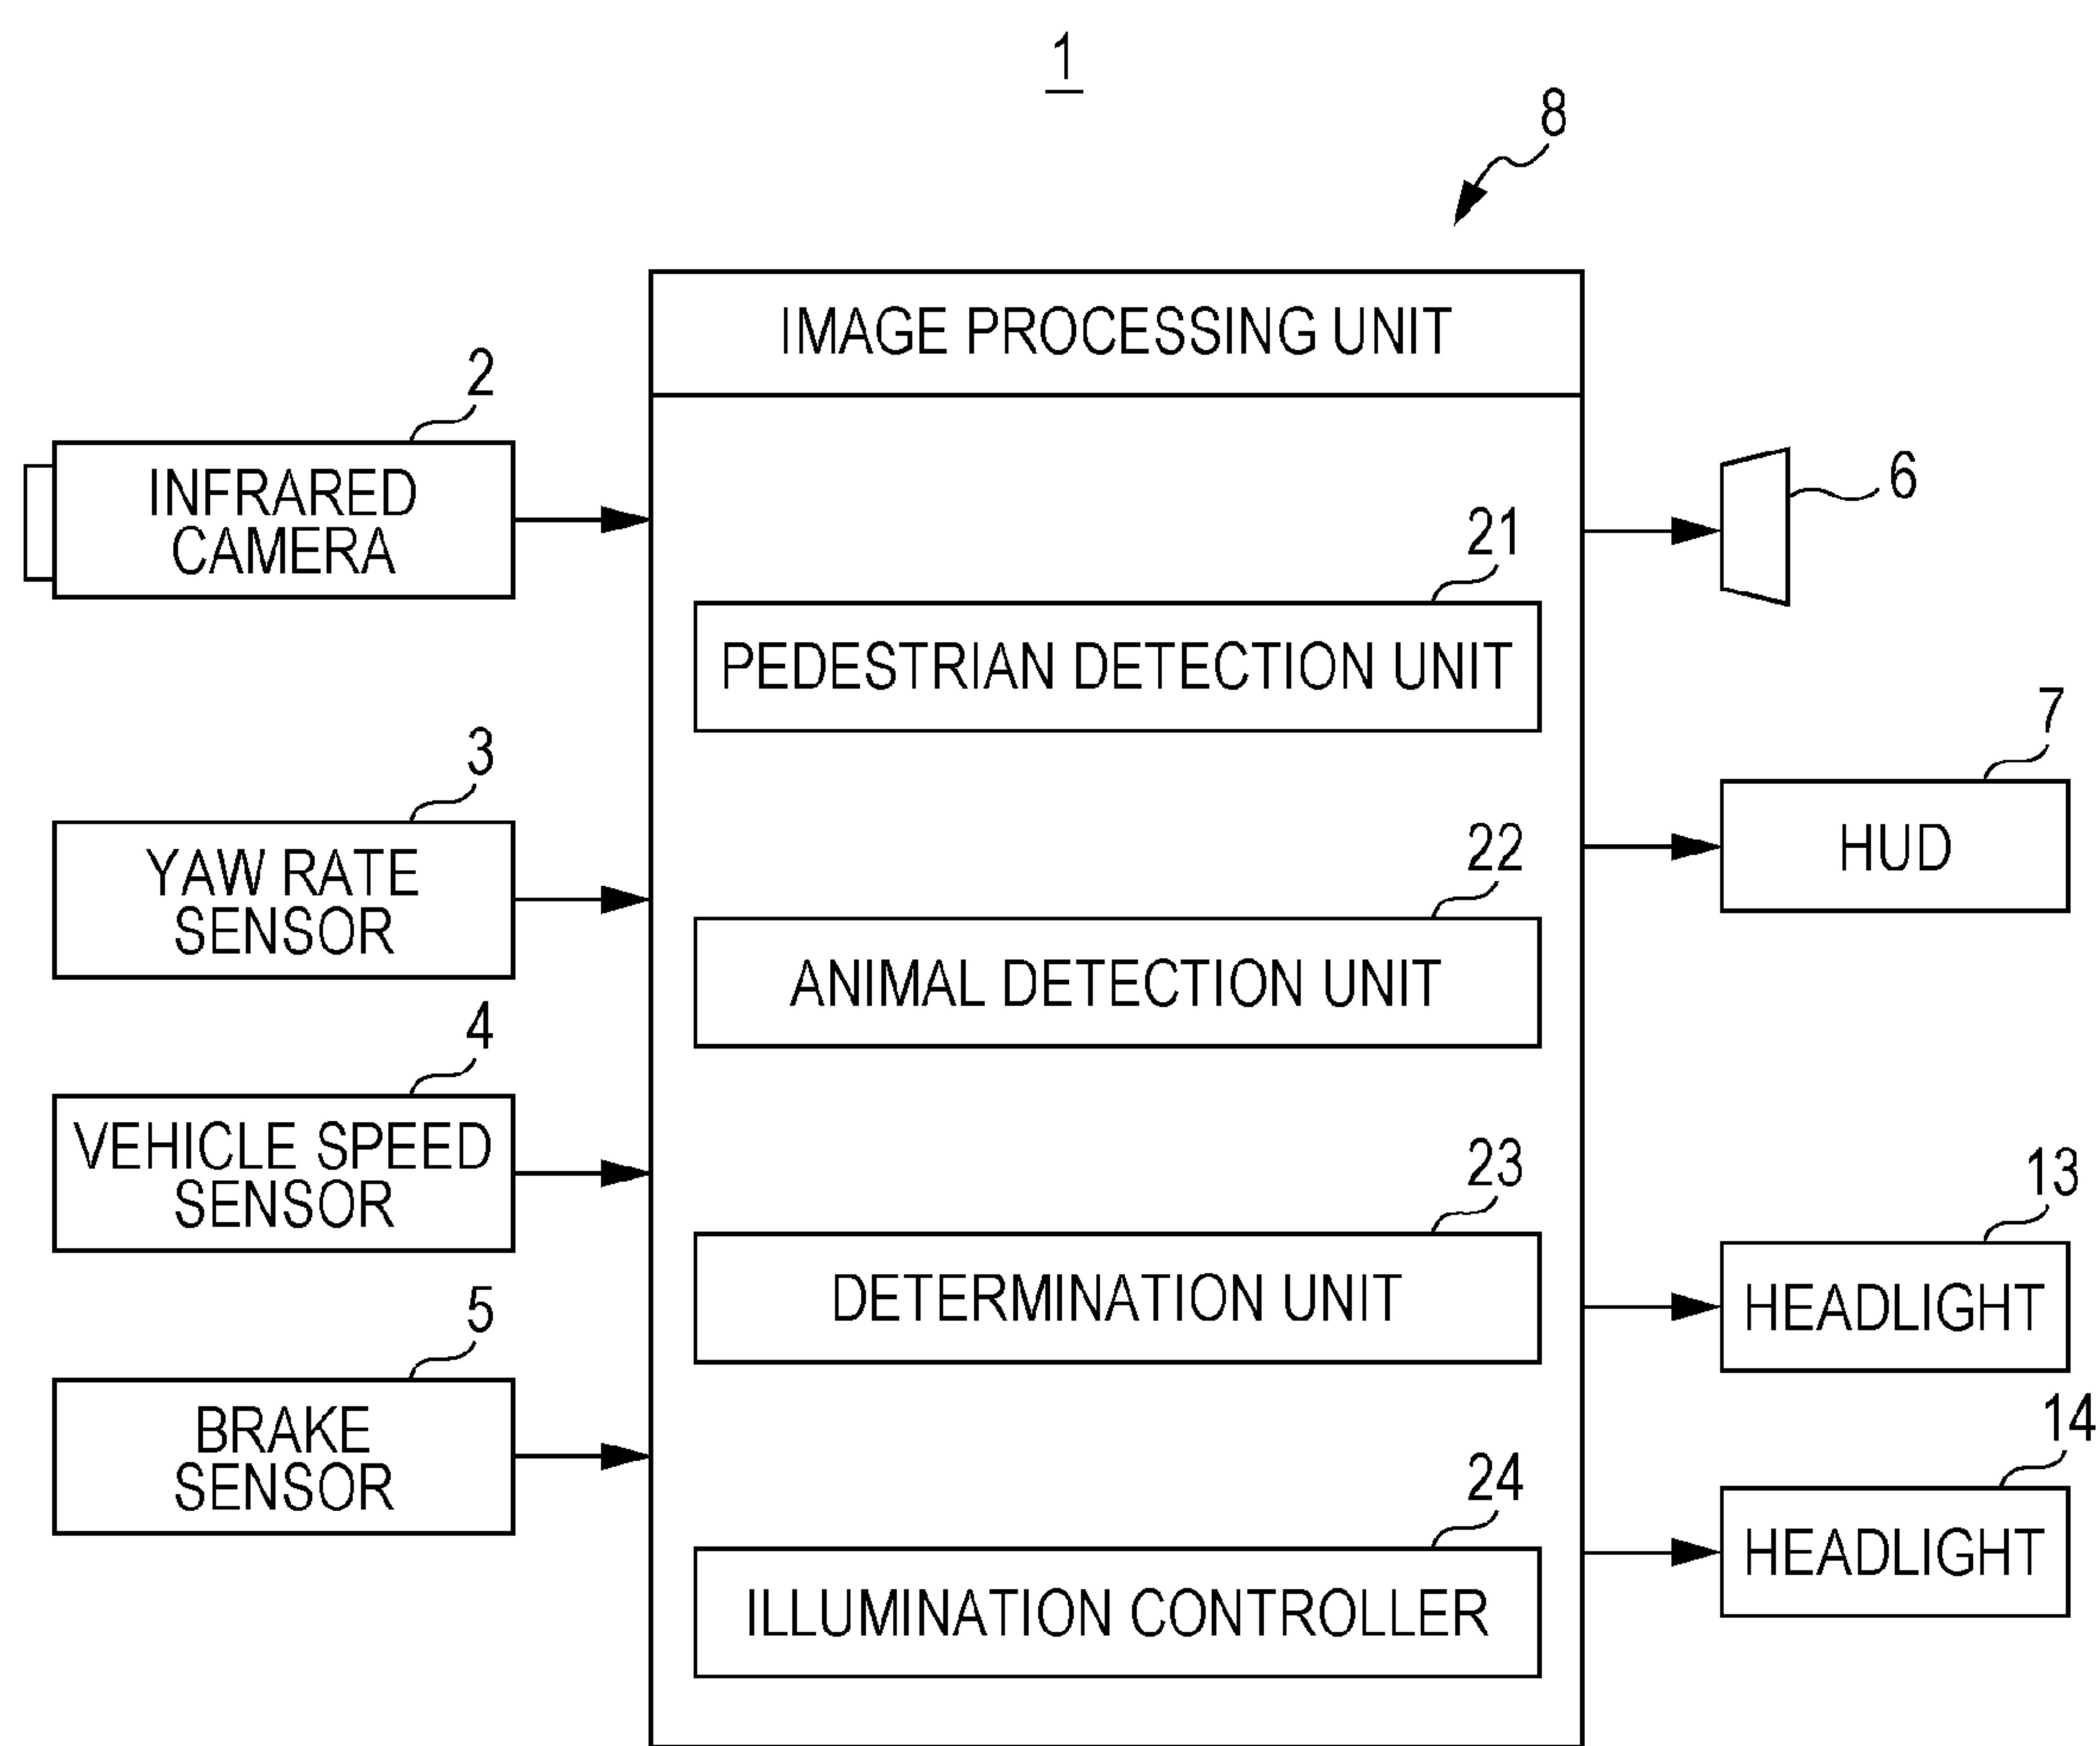 1
8
IMAGE PROCESSING UNIT
2
INFRARED
CAMERA
6
21
PEDESTRIAN DETECTION UNIT
3
YAW RATE
SENSOR
7
HUD
22
ANIMAL DETECTION UNIT
4
VEHICLE SPEED
SENSOR
23
DETERMINATION UNIT
13
HEADLIGHT
5
BRAKE
SENSOR
14
HEADLIGHT
24
ILLUMINATION CONTROLLER